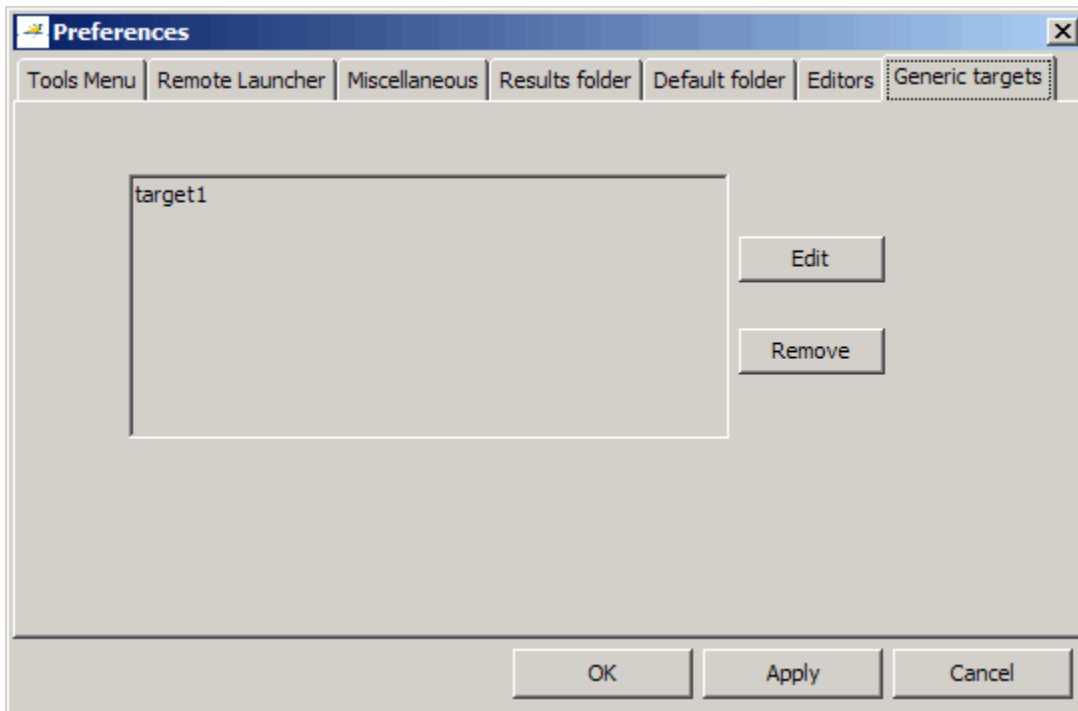 Preferences
Tools Menu Remote Launcher Miscellaneous Results folder Default folder Editors Generic targets
target1
Edit
Remove
OK Apply Cancel